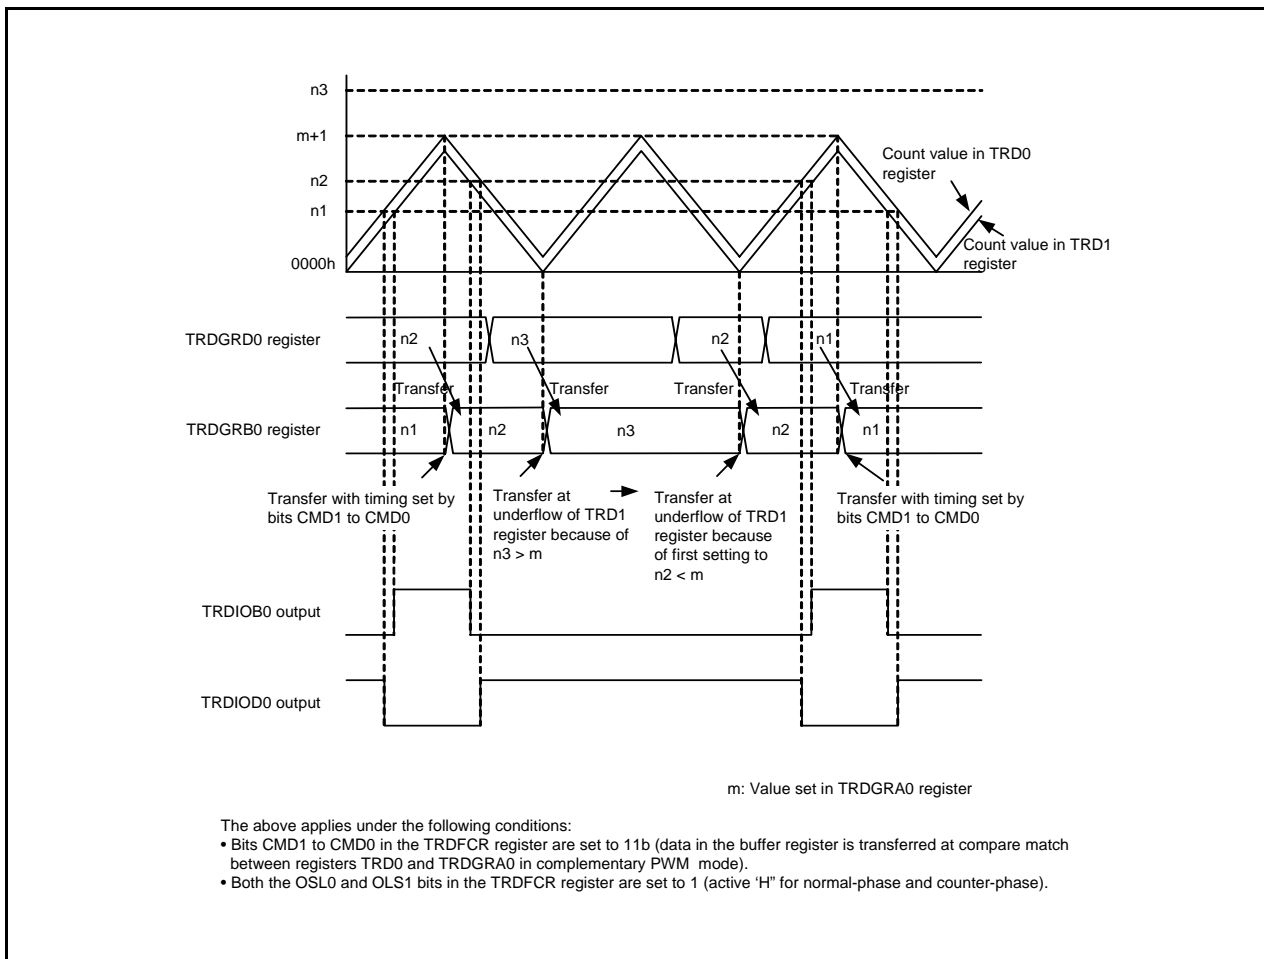 n3
m+1
n2
n1
0000h
Count value in TRD0
register
Count value in TRD1
register
TRDGRD0 register
n2
n3
n2
n1
Transfer
Transfer
Transfer
Transfer
TRDGRB0 register
n1
n2
n3
n2
n1
Transfer with timing set by
bits CMD1 to CMD0
Transfer at
underflow of TRD1
register because of
n3 > m
Transfer at
underflow of TRD1
register because
of first setting to
n2 < m
Transfer with timing set by
bits CMD1 to CMD0
TRDIOB0 output
TRDIOD0 output
m: Value set in TRDGRA0 register
The above applies under the following conditions:
• Bits CMD1 to CMD0 in the TRDFCR register are set to 11b (data in the buffer register is transferred at compare match
between registers TRD0 and TRDGRA0 in complementary PWM mode).
• Both the OSL0 and OLS1 bits in the TRDFCR register are set to 1 (active ‘H” for normal-phase and counter-phase).